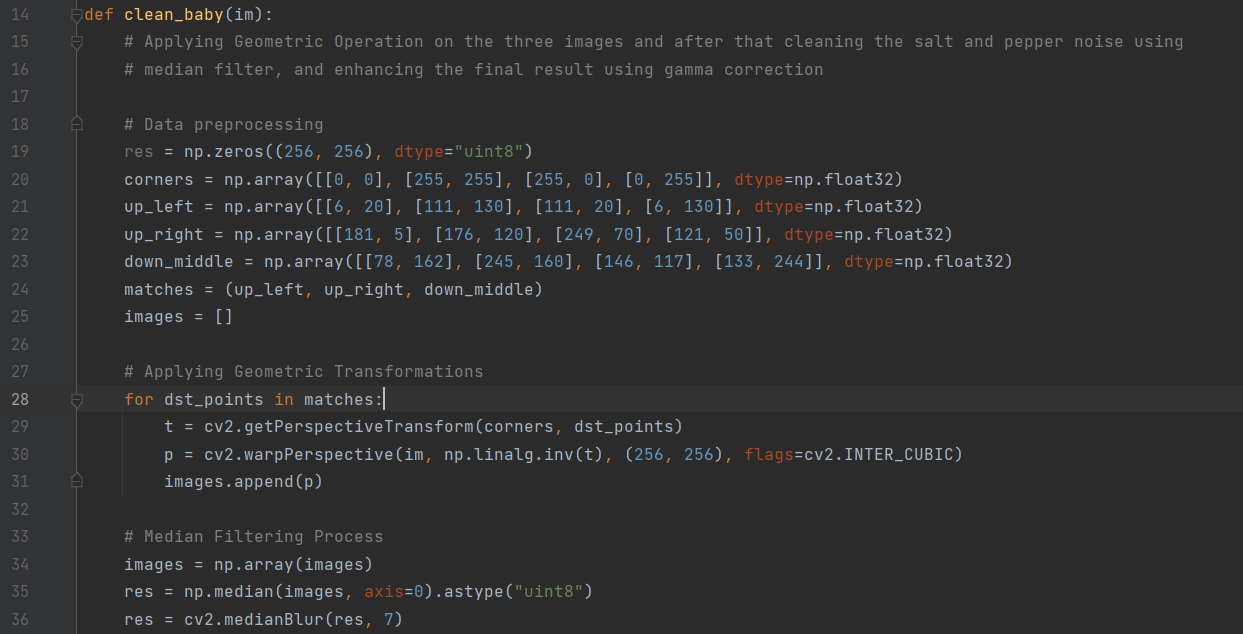 14 def clean_baby(im):
15     # Applying Geometric Operation on the three images and after that cleaning the salt and pepper noise using
16     # median filter, and enhancing the final result using gamma correction
17
18     # Data preprocessing
19     res = np.zeros((256, 256), dtype="uint8")
20     corners = np.array([[0, 0], [255, 255], [255, 0], [0, 255]], dtype=np.float32)
21     up_left = np.array([[6, 20], [111, 130], [111, 20], [6, 130]], dtype=np.float32)
22     up_right = np.array([[181, 5], [176, 120], [249, 70], [121, 50]], dtype=np.float32)
23     down_middle = np.array([[78, 162], [245, 160], [146, 117], [133, 244]], dtype=np.float32)
24     matches = (up_left, up_right, down_middle)
25     images = []
26
27     # Applying Geometric Transformations
28     for dst_points in matches:
29         t = cv2.getPerspectiveTransform(corners, dst_points)
30         p = cv2.warpPerspective(im, np.linalg.inv(t), (256, 256), flags=cv2.INTER_CUBIC)
31         images.append(p)
32
33     # Median Filtering Process
34     images = np.array(images)
35     res = np.median(images, axis=0).astype("uint8")
36     res = cv2.medianBlur(res, 7)